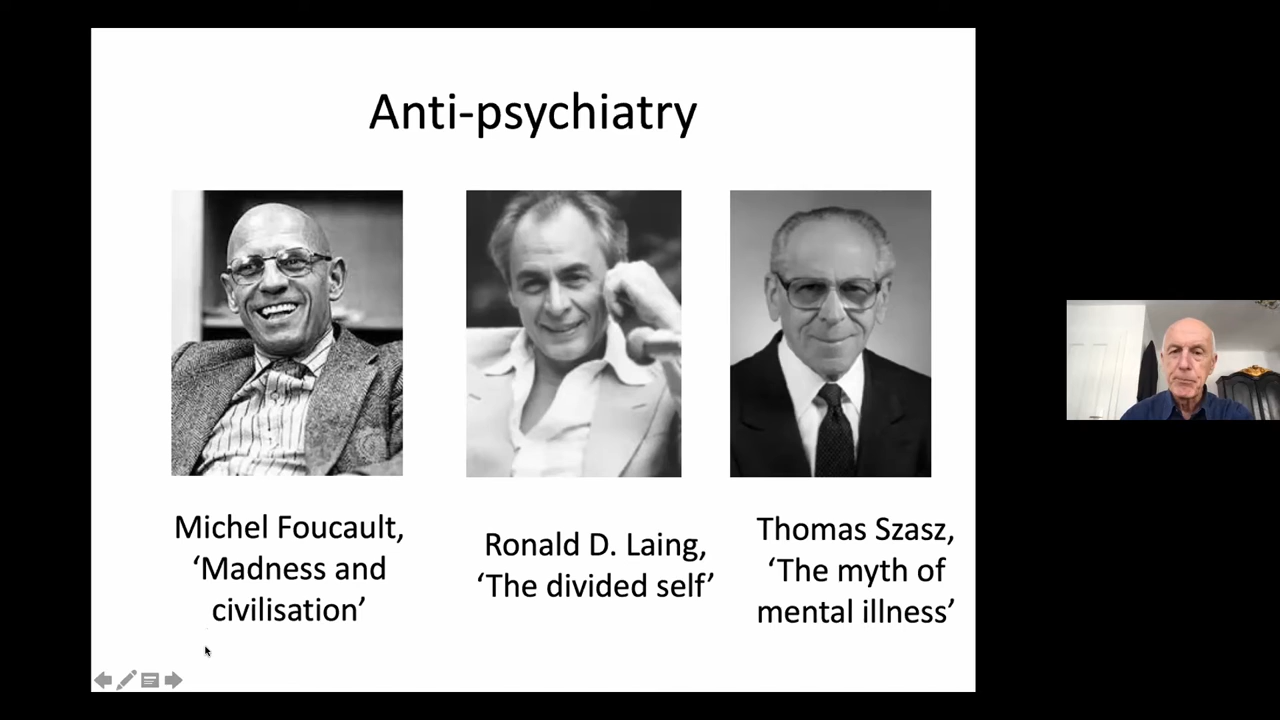 Anti-psychiatry
Michel Foucault,
‘Madness and
civilisation’
Ronald D. Laing,
‘The divided self’
Thomas Szasz,
‘The myth of
mental illness’